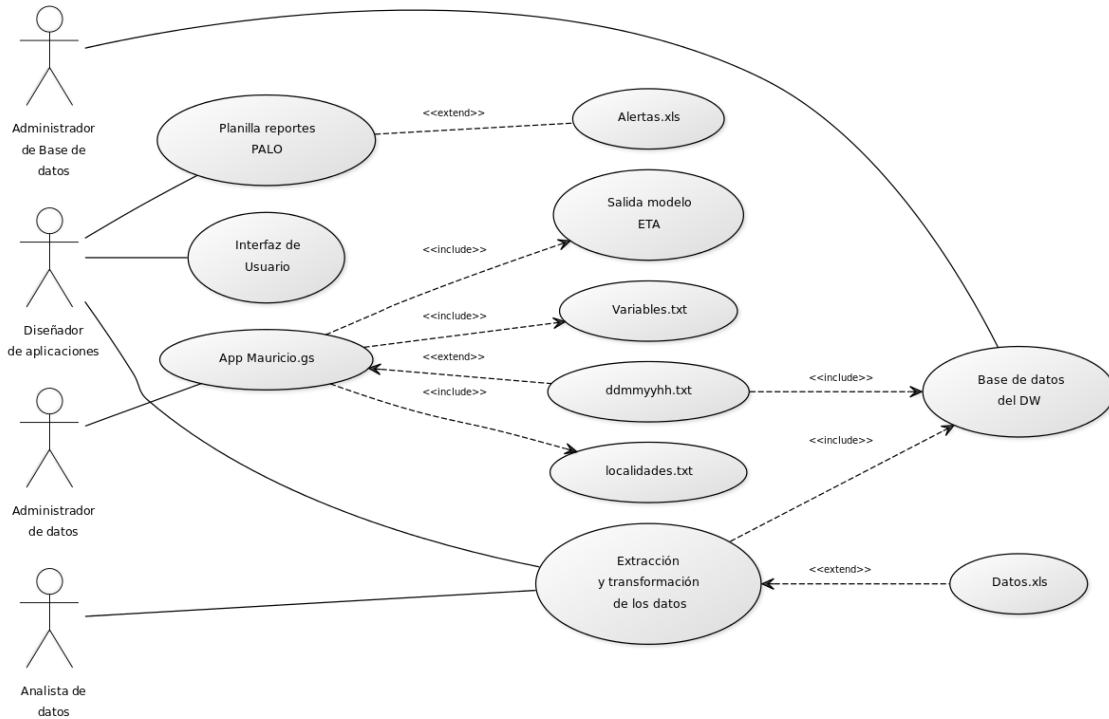 Administrador
de Base de
datos
Planilla reportes
PALO
<<extend>>
Alertas.xls
Salida modelo
ETA
Interfaz de
Usuario
<<include>>
Diseñador
de aplicaciones
App Mauricio.gs
<<include>>
Variables.txt
<<extend>>
ddmmyyhh.txt
<<include>>
Base de datos
del DW
<<include>>
localidades.txt
<<include>>
Administrador
de datos
Extracción
y transformación
de los datos
<<extend>>
Datos.xls
Analista de
datos